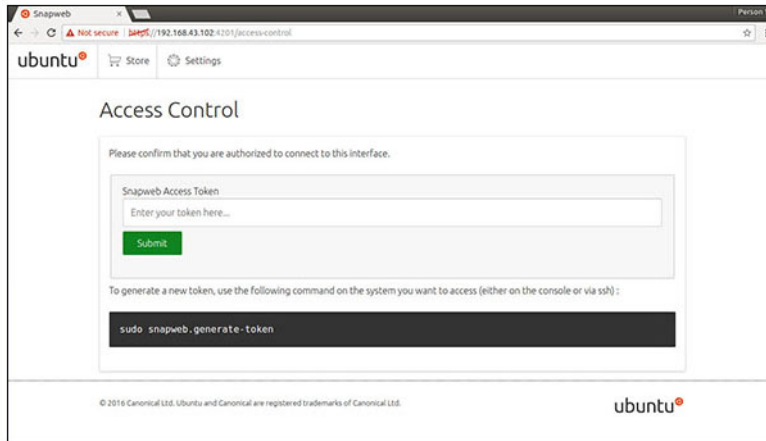 Snapweb
Person
Not secure | https://192.168.43.102:4201/access-control
ubuntu
Store
Settings
Access Control
Please confirm that you are authorized to connect to this interface.
Snapweb Access Token
Enter your token here...
Submit
To generate a new token, use the following command on the system you want to access (either on the console or via ssh) :
sudo snapweb.generate-token
© 2016 Canonical Ltd. Ubuntu and Canonical are registered trademarks of Canonical Ltd.
ubuntu